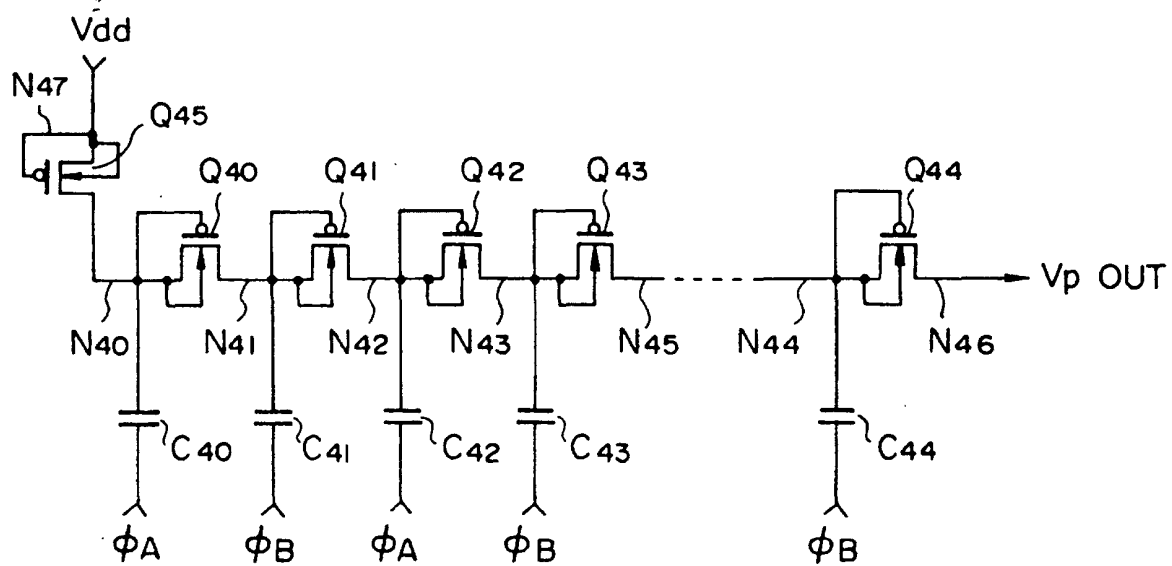 Vdd
N47
Q45
Q40 Q41 Q42 Q43 Q44
Vp OUT
N40 N41 N42 N43 N45 N44 N46
C40 C41 C42 C43 C44
ϕA ϕB ϕA ϕB ϕB